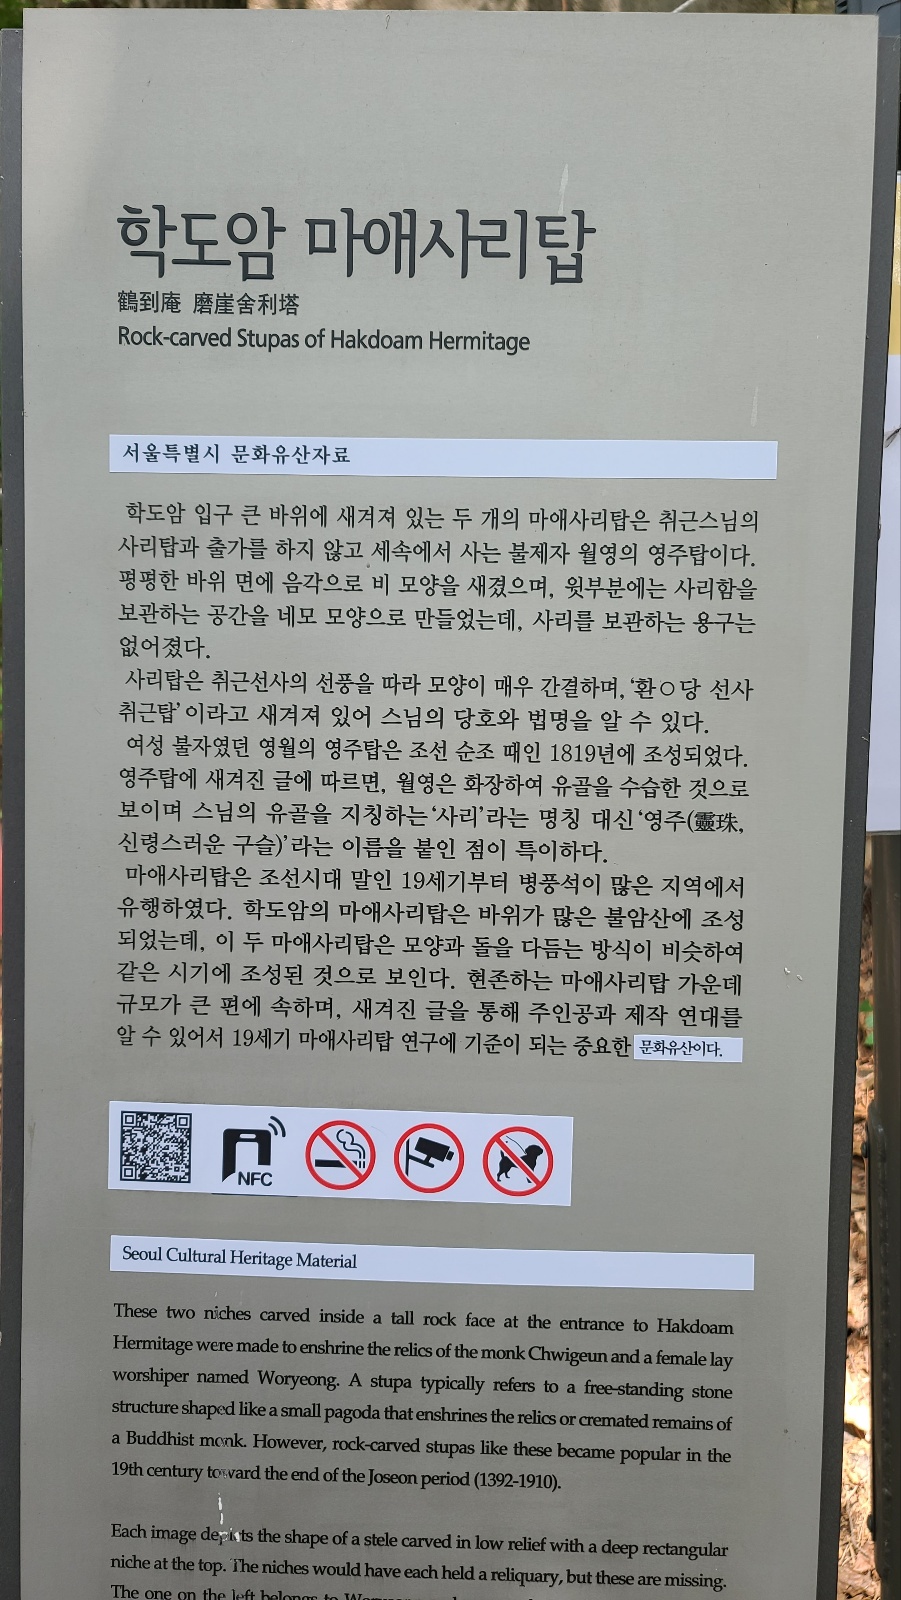 학도암 마애사리탑
鶴到庵 磨崖舍利塔
Rock-carved Stupas of Hakdoam Hermitage
서울특별시 문화유산자료
학도암 입구 큰 바위에 새겨져 있는 두 개의 마애사리탑은 취근스님의
사리탑과 출가를 하지 않고 세속에서 사는 불제자 월영의 영주탑이다.
평평한 바위 면에 음각으로 비 모양을 새겼으며, 윗부분에는 사리함을
보관하는 공간을 네모 모양으로 만들었는데, 사리를 보관하는 용구는
없어졌다.
사리탑은 취근선사의 선풍을 따라 모양이 매우 간결하며, ‘환○당 선사
취근탑’이라고 새겨져 있어 스님의 당호와 법명을 알 수 있다.
여성 불자였던 영월의 영주탑은 조선 순조 때인 1819년에 조성되었다.
영주탑에 새겨진 글에 따르면, 월영은 화장하여 유골을 수습한 것으로
보이며 스님의 유골을 지칭하는 ‘사리’라는 명칭 대신 ‘영주(靈珠,
신령스러운 구슬)’라는 이름을 붙인 점이 특이하다.
마애사리탑은 조선시대 말인 19세기부터 병풍석이 많은 지역에서
유행하였다. 학도암의 마애사리탑은 바위가 많은 불암산에 조성
되었는데, 이 두 마애사리탑은 모양과 돌을 다듬는 방식이 비슷하여
같은 시기에 조성된 것으로 보인다. 현존하는 마애사리탑 가운데
규모가 큰 편에 속하며, 새겨진 글을 통해 주인공과 제작 연대를
알 수 있어서 19세기 마애사리탑 연구에 기준이 되는 중요한 문화유산이다.
NFC
Seoul Cultural Heritage Material
These two niches carved inside a tall rock face at the entrance to Hakdoam
Hermitage were made to enshrine the relics of the monk Chwigeun and a female lay
worshiper named Woryeong. A stupa typically refers to a free-standing stone
structure shaped like a small pagoda that enshrines the relics or cremated remains of
a Buddhist monk. However, rock-carved stupas like these became popular in the
19th century toward the end of the Joseon period (1392-1910).
Each image depicts the shape of a stele carved in low relief with a deep rectangular
niche at the top. The niches would have each held a reliquary, but these are missing.
The one on the left belongs to